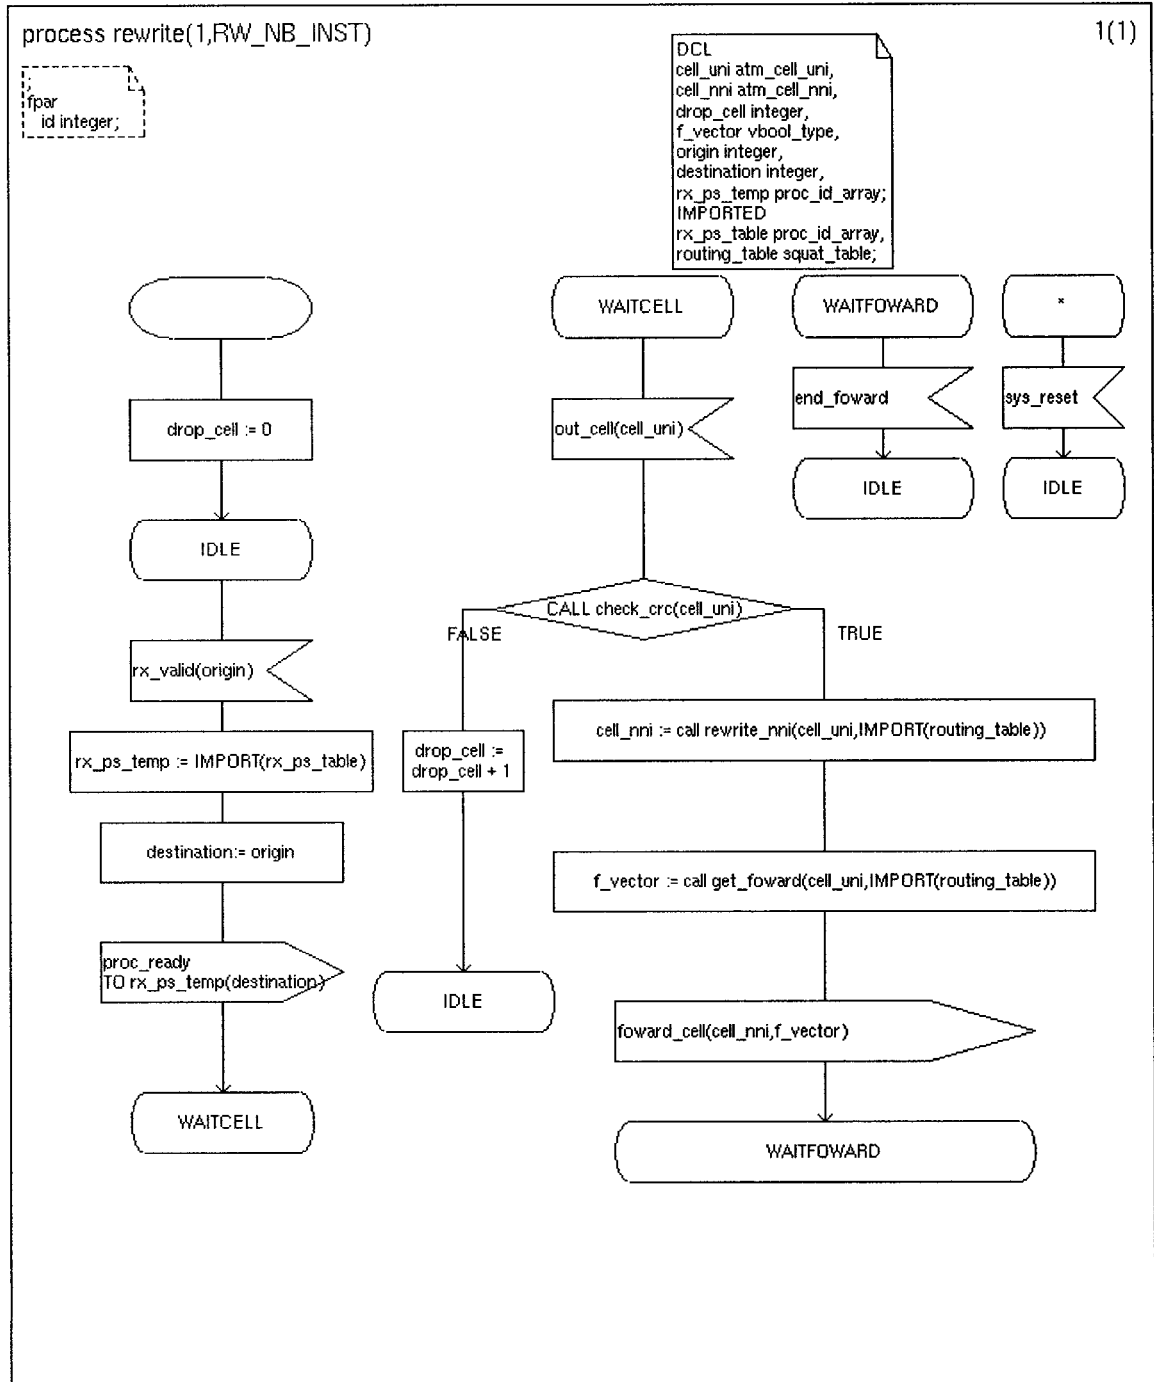 process rewrite(1,RW_NB_INST)
1(1)
;
fpar
id integer;
DCL
cell_uni atm_cell_uni,
cell_nni atm_cell_nni,
drop_cell integer,
f_vector vbool_type,
origin integer,
destination integer,
rx_ps_temp proc_id_array;
IMPORTED
rx_ps_table proc_id_array,
routing_table squat_table;
drop_cell := 0
IDLE
rx_valid(origin)
rx_ps_temp := IMPORT(rx_ps_table)
destination:= origin
proc_ready
TO rx_ps_temp(destination)
WAITCELL
WAITCELL
out_cell(cell_uni)
CALL check_crc(cell_uni)
FALSE
TRUE
drop_cell :=
drop_cell + 1
IDLE
cell_nni := call rewrite_nni(cell_uni,IMPORT(routing_table))
f_vector := call get_foward(cell_uni,IMPORT(routing_table))
foward_cell(cell_nni,f_vector)
WAITFOWARD
WAITFOWARD
end_foward
IDLE
*
sys_reset
IDLE